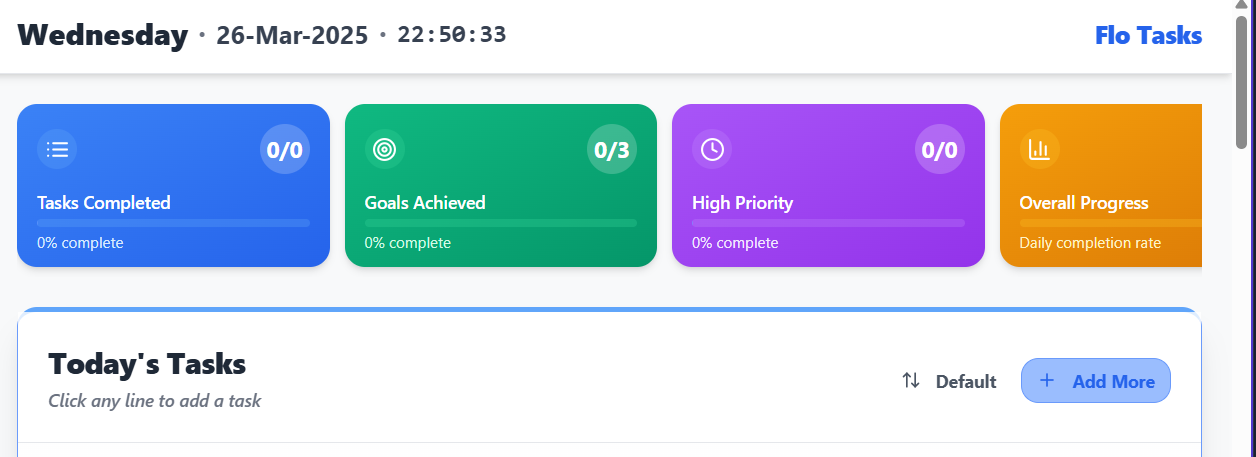 Wednesday • 26-Mar-2025 • 22:50:33
Flo Tasks
0/0
Tasks Completed
0% complete
0/3
Goals Achieved
0% complete
0/0
High Priority
0% complete
Overall Progress
Daily completion rate
Today's Tasks
Click any line to add a task
Default
+ Add More